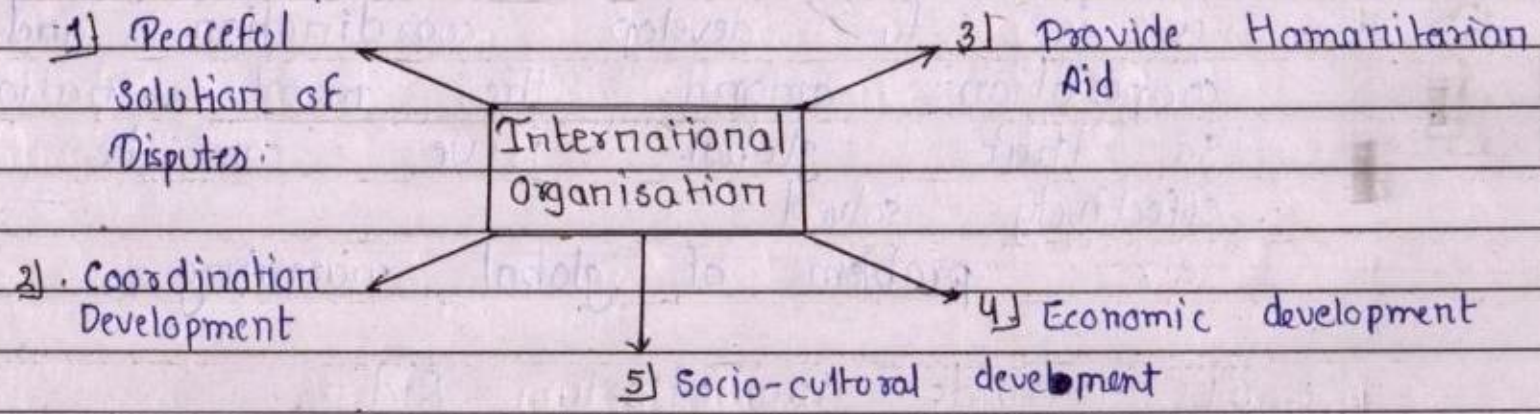 1] Peaceful
Solution of
Disputes.
International
Organisation
3] Provide Hamanitarian
Aid
2]. Coordination
Development
4] Economic development
5] Socio-cultural development